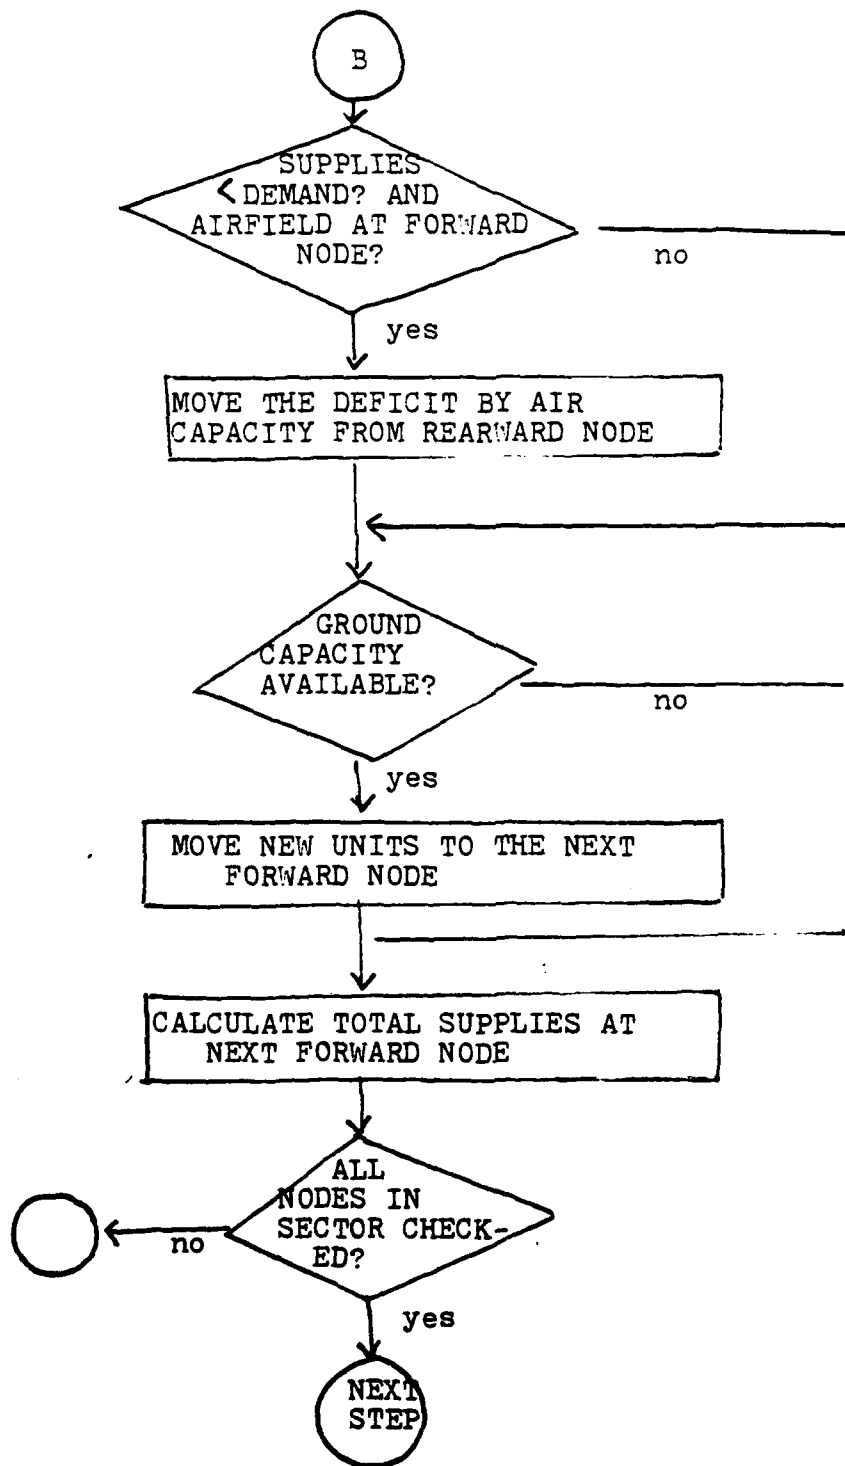 B
SUPPLIES
< DEMAND? AND
AIRFIELD AT FORWARD
NODE?
no
yes
MOVE THE DEFICIT BY AIR
CAPACITY FROM REARWARD NODE
GROUND
CAPACITY
AVAILABLE?
no
yes
MOVE NEW UNITS TO THE NEXT
FORWARD NODE
CALCULATE TOTAL SUPPLIES AT
NEXT FORWARD NODE
ALL
NODES IN
SECTOR CHECK-
ED?
no
yes
NEXT
STEP